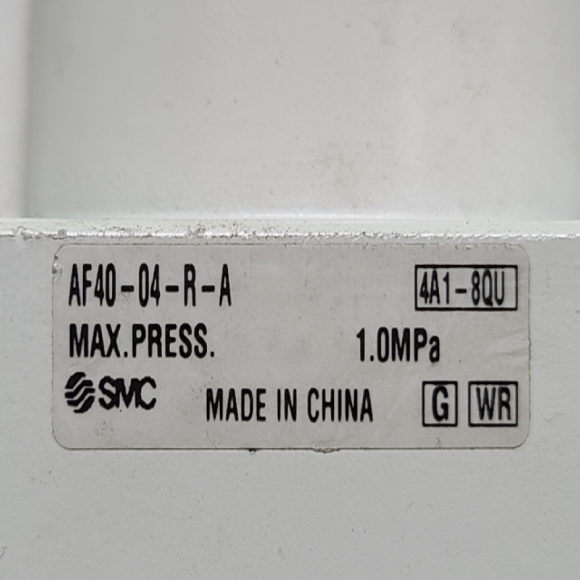 AF40-04-R-A 4A1-8QU
MAX.PRESS. 1.0MPa
SMC MADE IN CHINA G WR